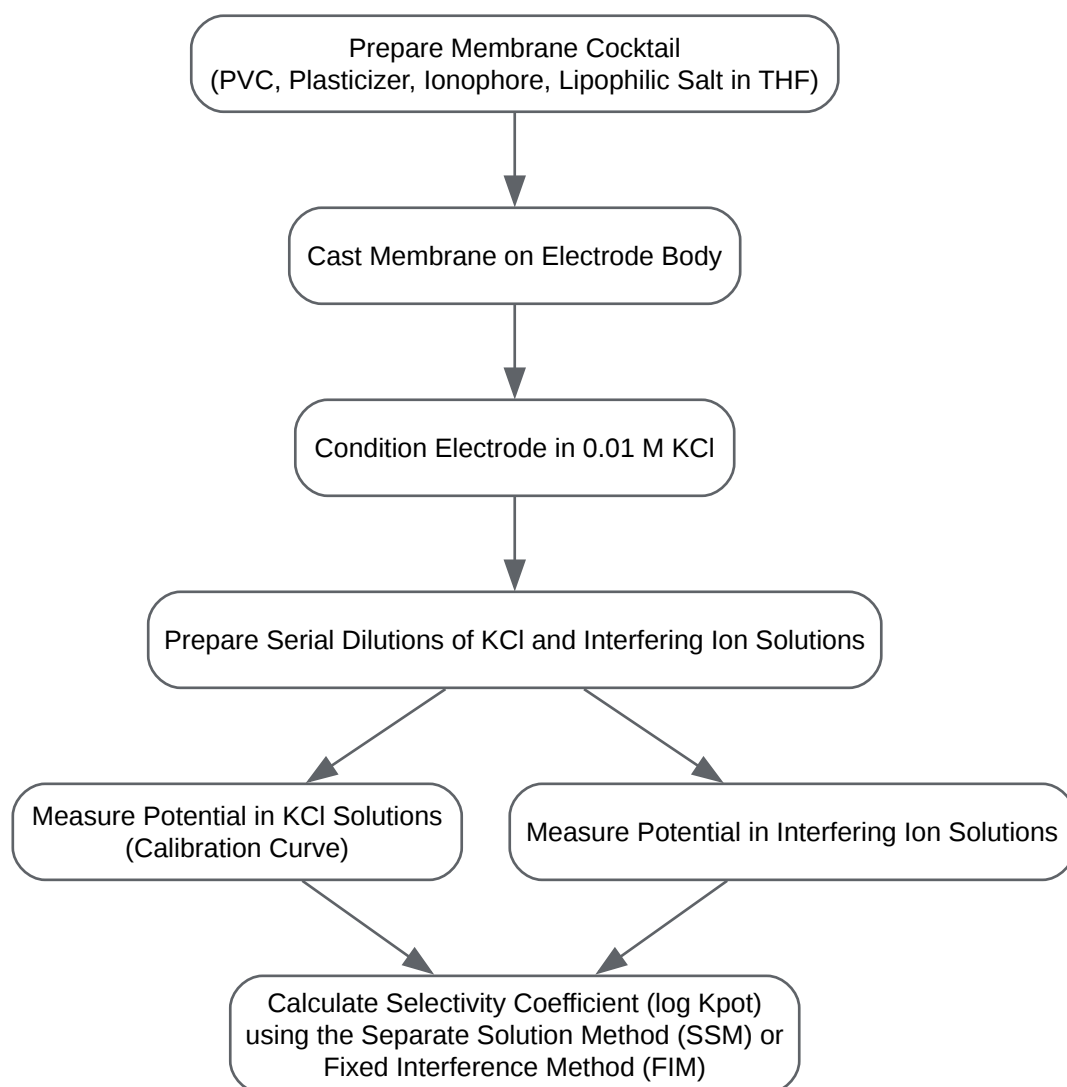 Prepare Membrane Cocktail
(PVC, Plasticizer, Ionophore, Lipophilic Salt in THF)
Cast Membrane on Electrode Body
Condition Electrode in 0.01 M KCl
Prepare Serial Dilutions of KCl and Interfering Ion Solutions
Measure Potential in KCl Solutions
(Calibration Curve)
Measure Potential in Interfering Ion Solutions
Calculate Selectivity Coefficient (log Kpot)
using the Separate Solution Method (SSM) or
Fixed Interference Method (FIM)